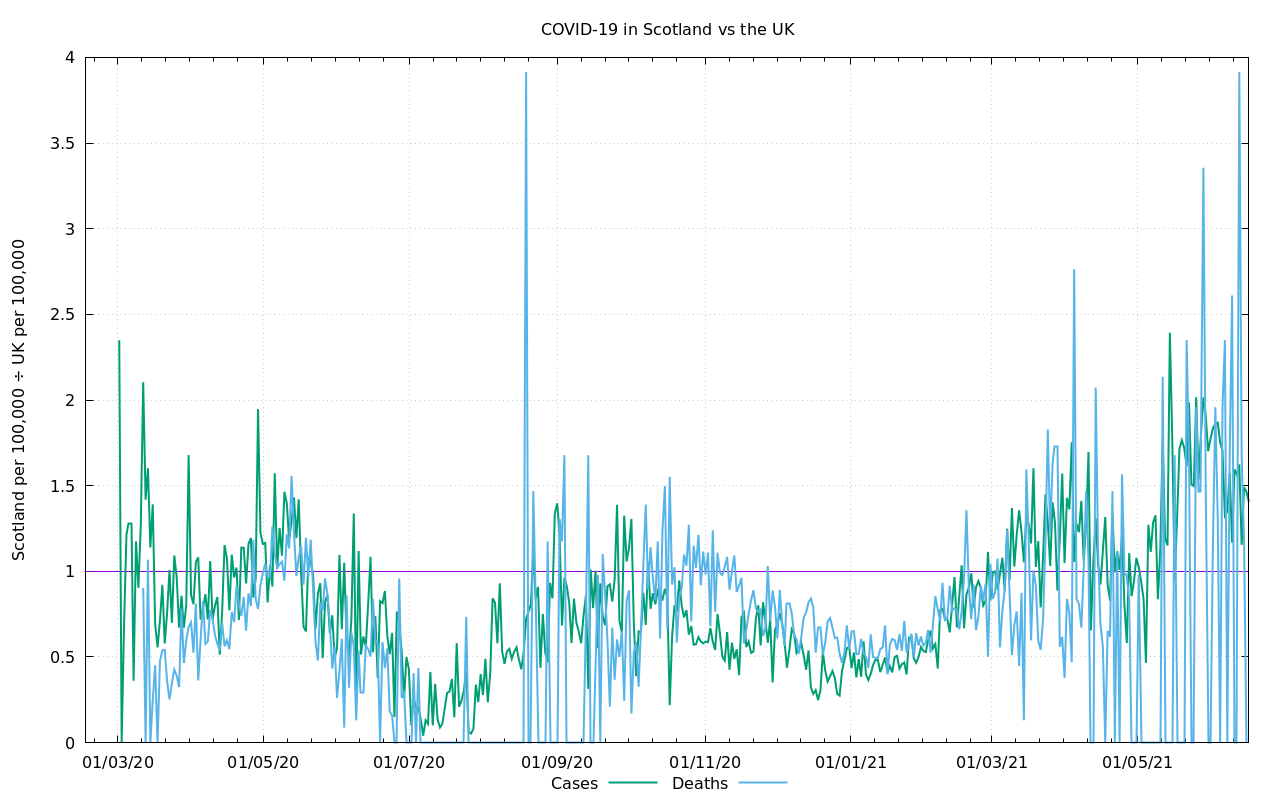 COVID-19 in Scotland vs the UK
4
3.5
3
2.5
2
1.5
1
0.5
0
Scotland per 100,000 ÷ UK per 100,000
01/03/20 01/05/20 01/07/20 01/09/20 01/11/20 01/01/21 01/03/21 01/05/21
Cases Deaths